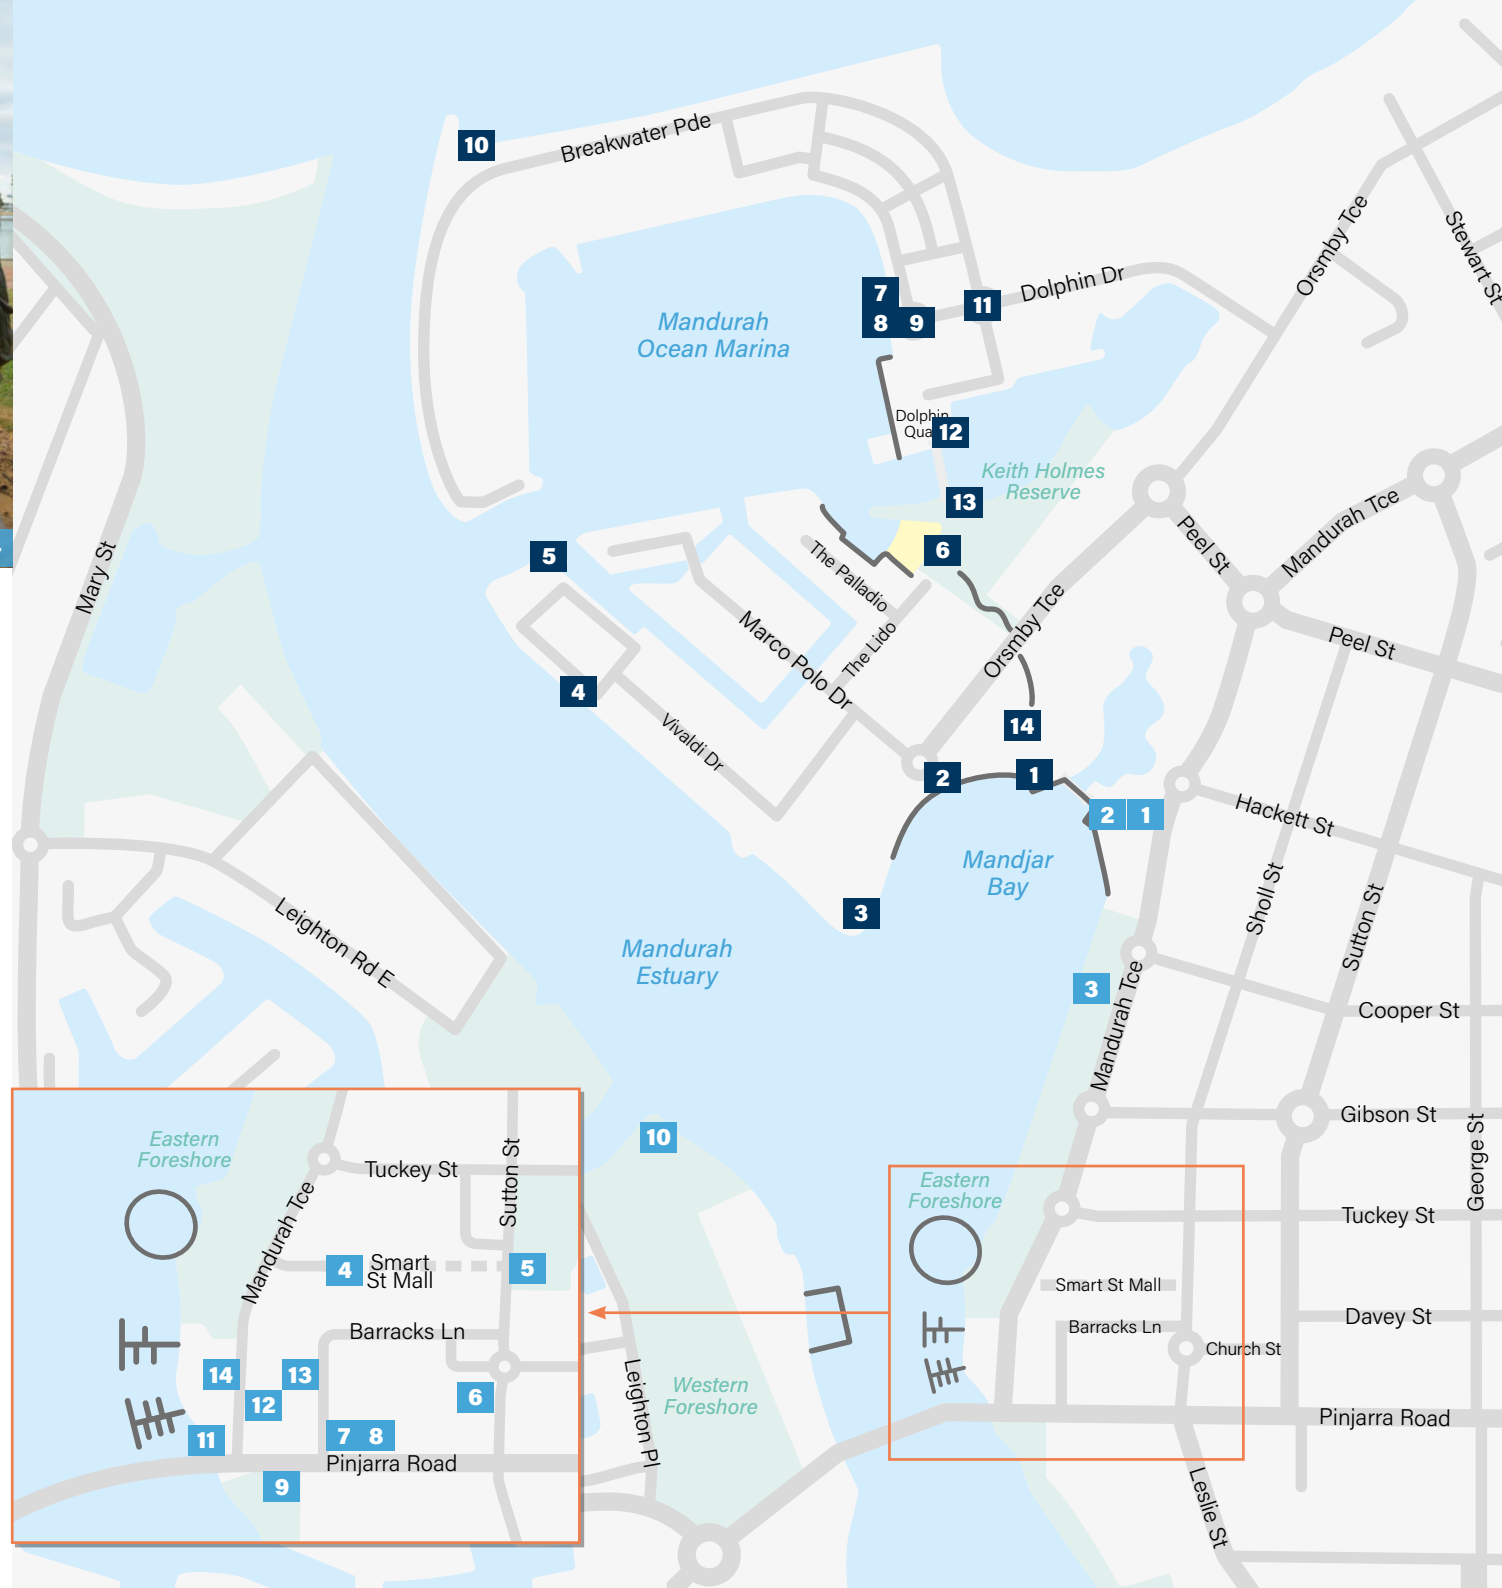 10
Breakwater Pde
Orsmby Tce
Stewart St
Dolphin Dr
7
8 9
11
Mandurah
Ocean Marina
Dolphin
Qua
12
Keith Holmes
Reserve
13
6
Mandurah Tce
Peel St
Peel St
Mary St
5
The Palladio
The Lido
Marco Polo Dr
Orsmby Tce
4
Vivaldi Dr
14
2
1
2 1
Hackett St
Mandjar
Bay
Sholl St
Sutton St
3
Leighton Rd E
Mandurah
Estuary
3
Mandurah Tce
Cooper St
Gibson St
George St
10
Eastern
Foreshore
Tuckey St
Smart St Mall
Barracks Ln
Church St
Davey St
Pinjarra Road
Leslie St
Western
Foreshore
Leighton Pl
Eastern
Foreshore
Tuckey St
Sutton St
Mandurah Tce
4
Smart
St Mall
5
Barracks Ln
14
13
12
6
11
7 8
Pinjarra Road
9